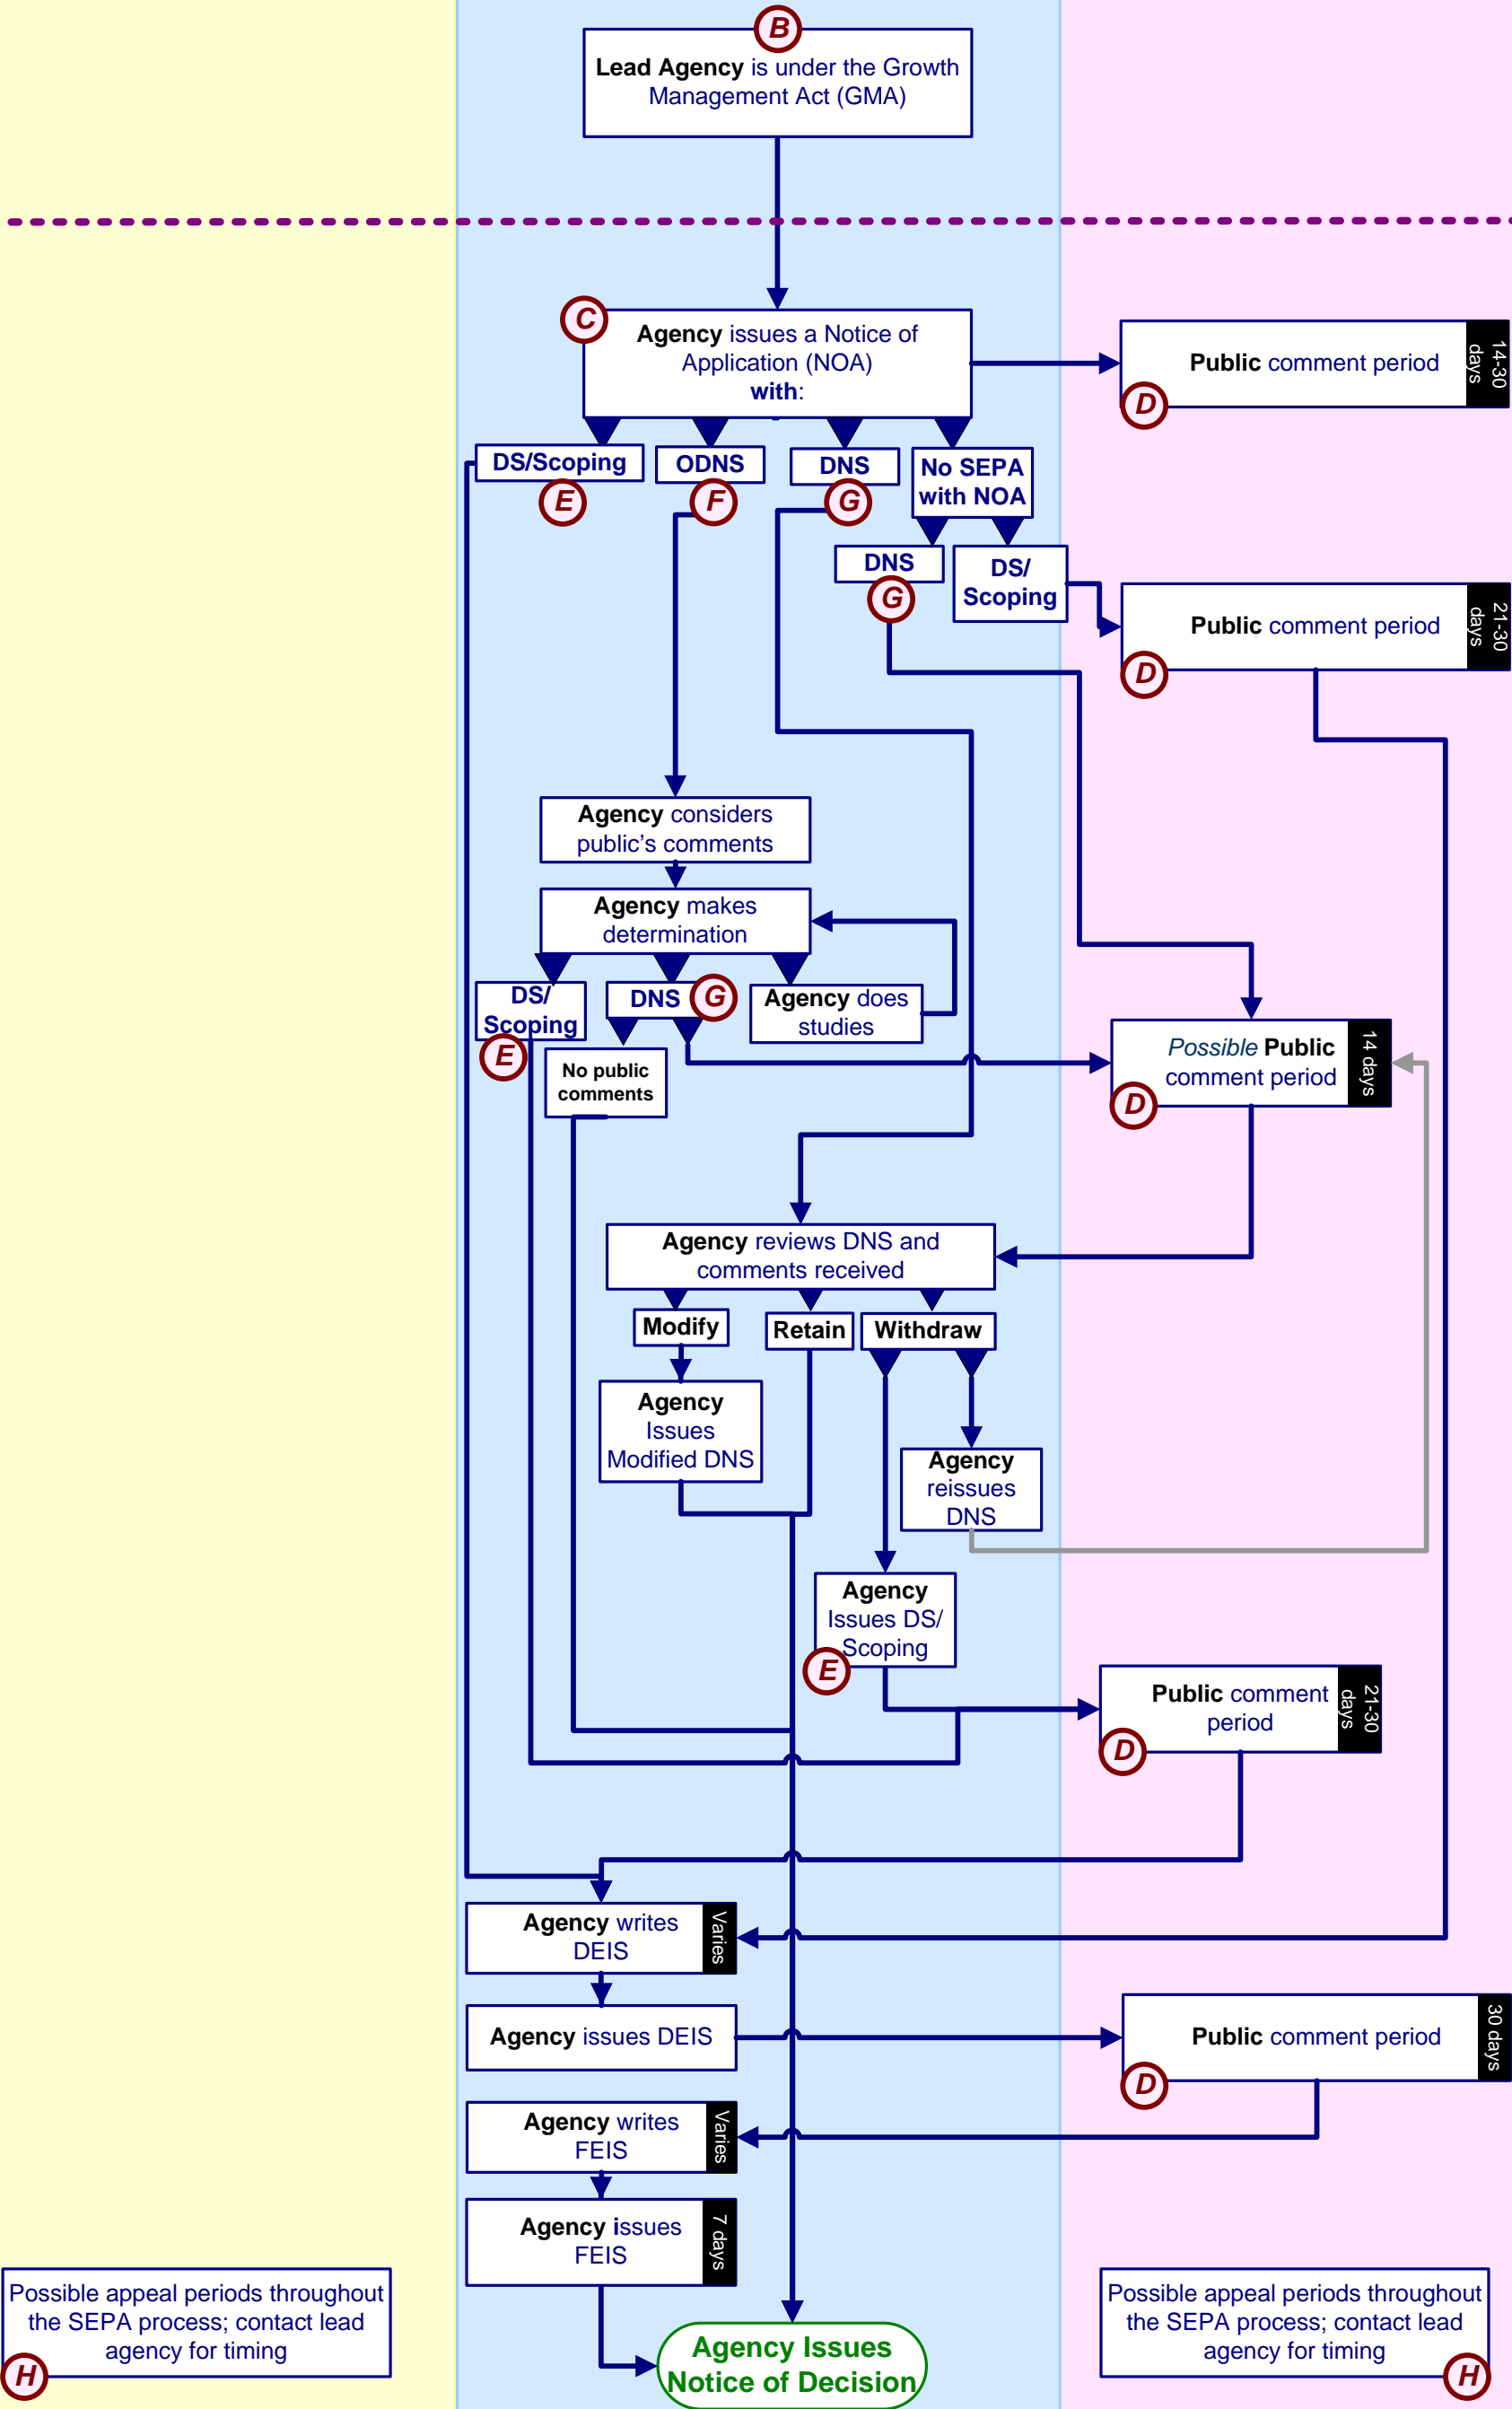 B
Lead Agency is under the Growth
Management Act (GMA)
C
Agency issues a Notice of
Application (NOA)
with:
Public comment period
14-30
days
D
DS/Scoping
E
ODNS
F
DNS
G
No SEPA
with NOA
DNS
G
DS/
Scoping
Public comment period
21-30
days
D
Agency considers
public's comments
Agency makes
determination
DS/
Scoping
E
DNS
G
Agency does
studies
No public
comments
Possible Public
comment period
14 days
D
Agency reviews DNS and
comments received
Modify
Retain
Withdraw
Agency
Issues
Modified DNS
Agency
reissues
DNS
Agency
Issues DS/
Scoping
E
Public comment
period
21-30
days
D
Agency writes
DEIS
Varies
Agency issues DEIS
Public comment period
30 days
D
Agency writes
FEIS
Varies
Agency issues
FEIS
7 days
Possible appeal periods throughout
the SEPA process; contact lead
agency for timing
H
Agency Issues
Notice of Decision
Possible appeal periods throughout
the SEPA process; contact lead
agency for timing
H